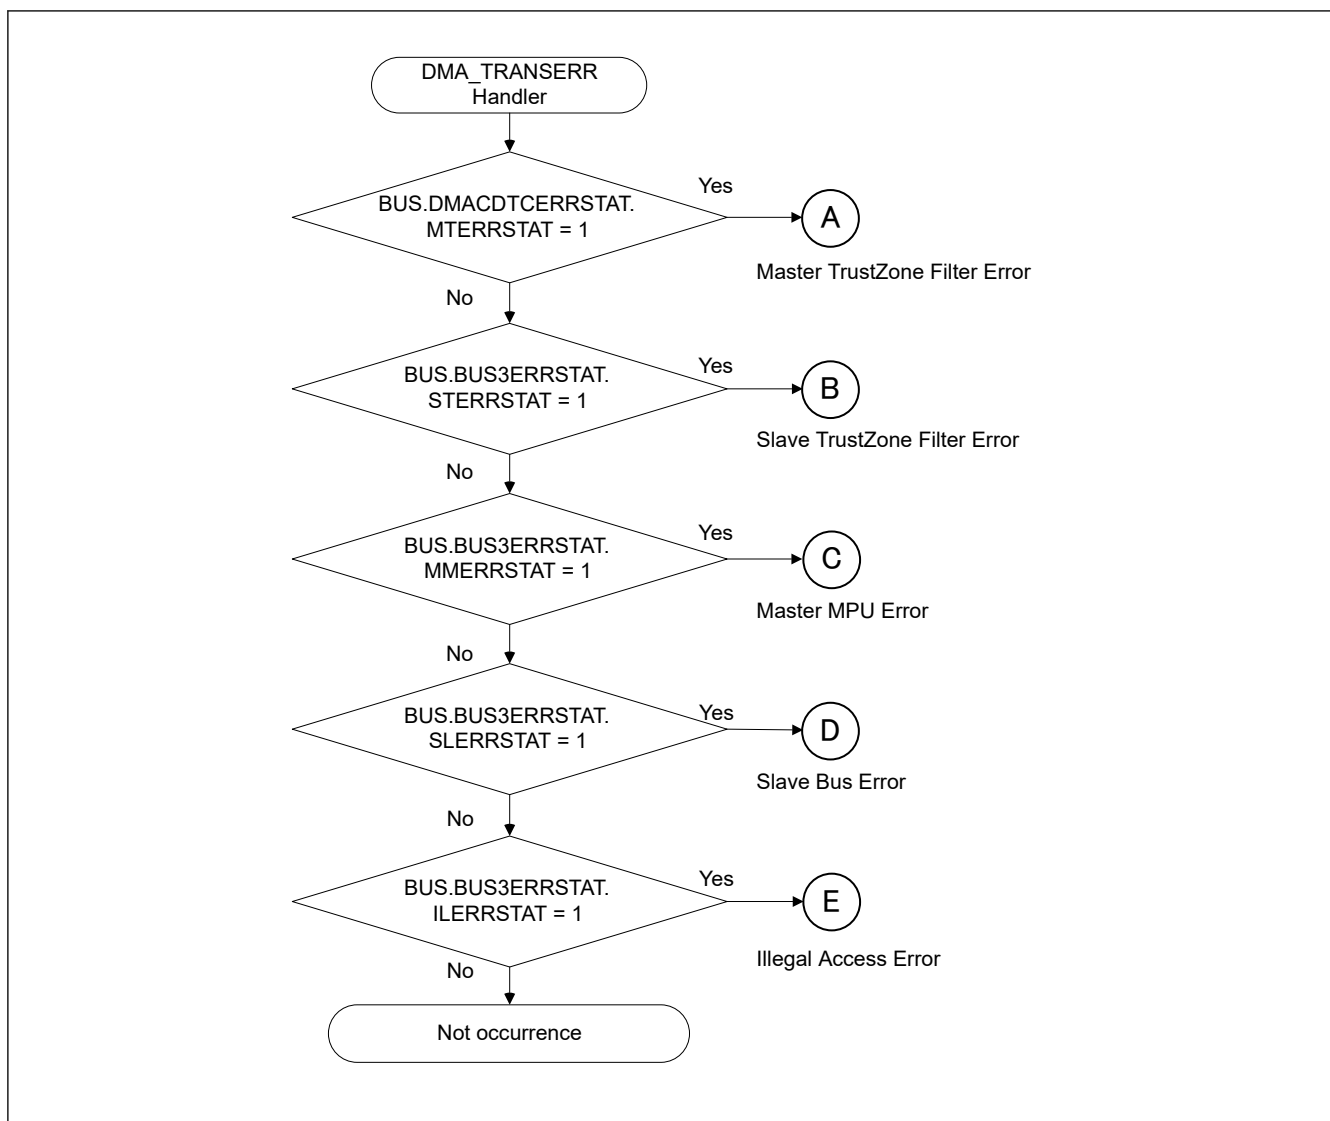 DMA_TRANSERR
Handler
BUS.DMACDTCERRSTAT.
MTERRSTAT = 1
Yes
A
Master TrustZone Filter Error
No
BUS.BUS3ERRSTAT.
STERRSTAT = 1
Yes
B
Slave TrustZone Filter Error
No
BUS.BUS3ERRSTAT.
MMERRSTAT = 1
Yes
C
Master MPU Error
No
BUS.BUS3ERRSTAT.
SLERRSTAT = 1
Yes
D
Slave Bus Error
No
BUS.BUS3ERRSTAT.
ILERRSTAT = 1
Yes
E
Illegal Access Error
No
Not occurrence